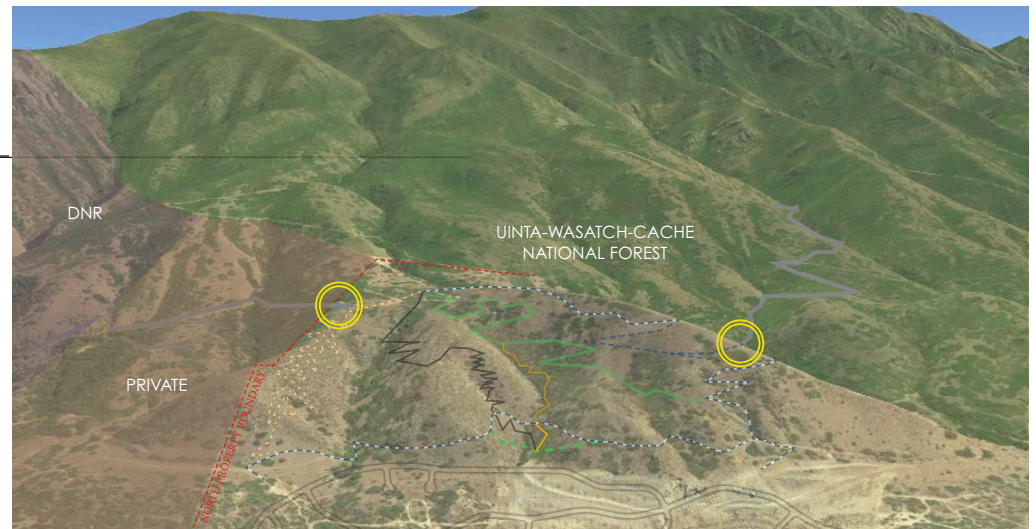 DNR
UINTA-WASATCH-CACHE
NATIONAL FOREST
PRIVATE
NORTH PROPERTY BOUNDARY